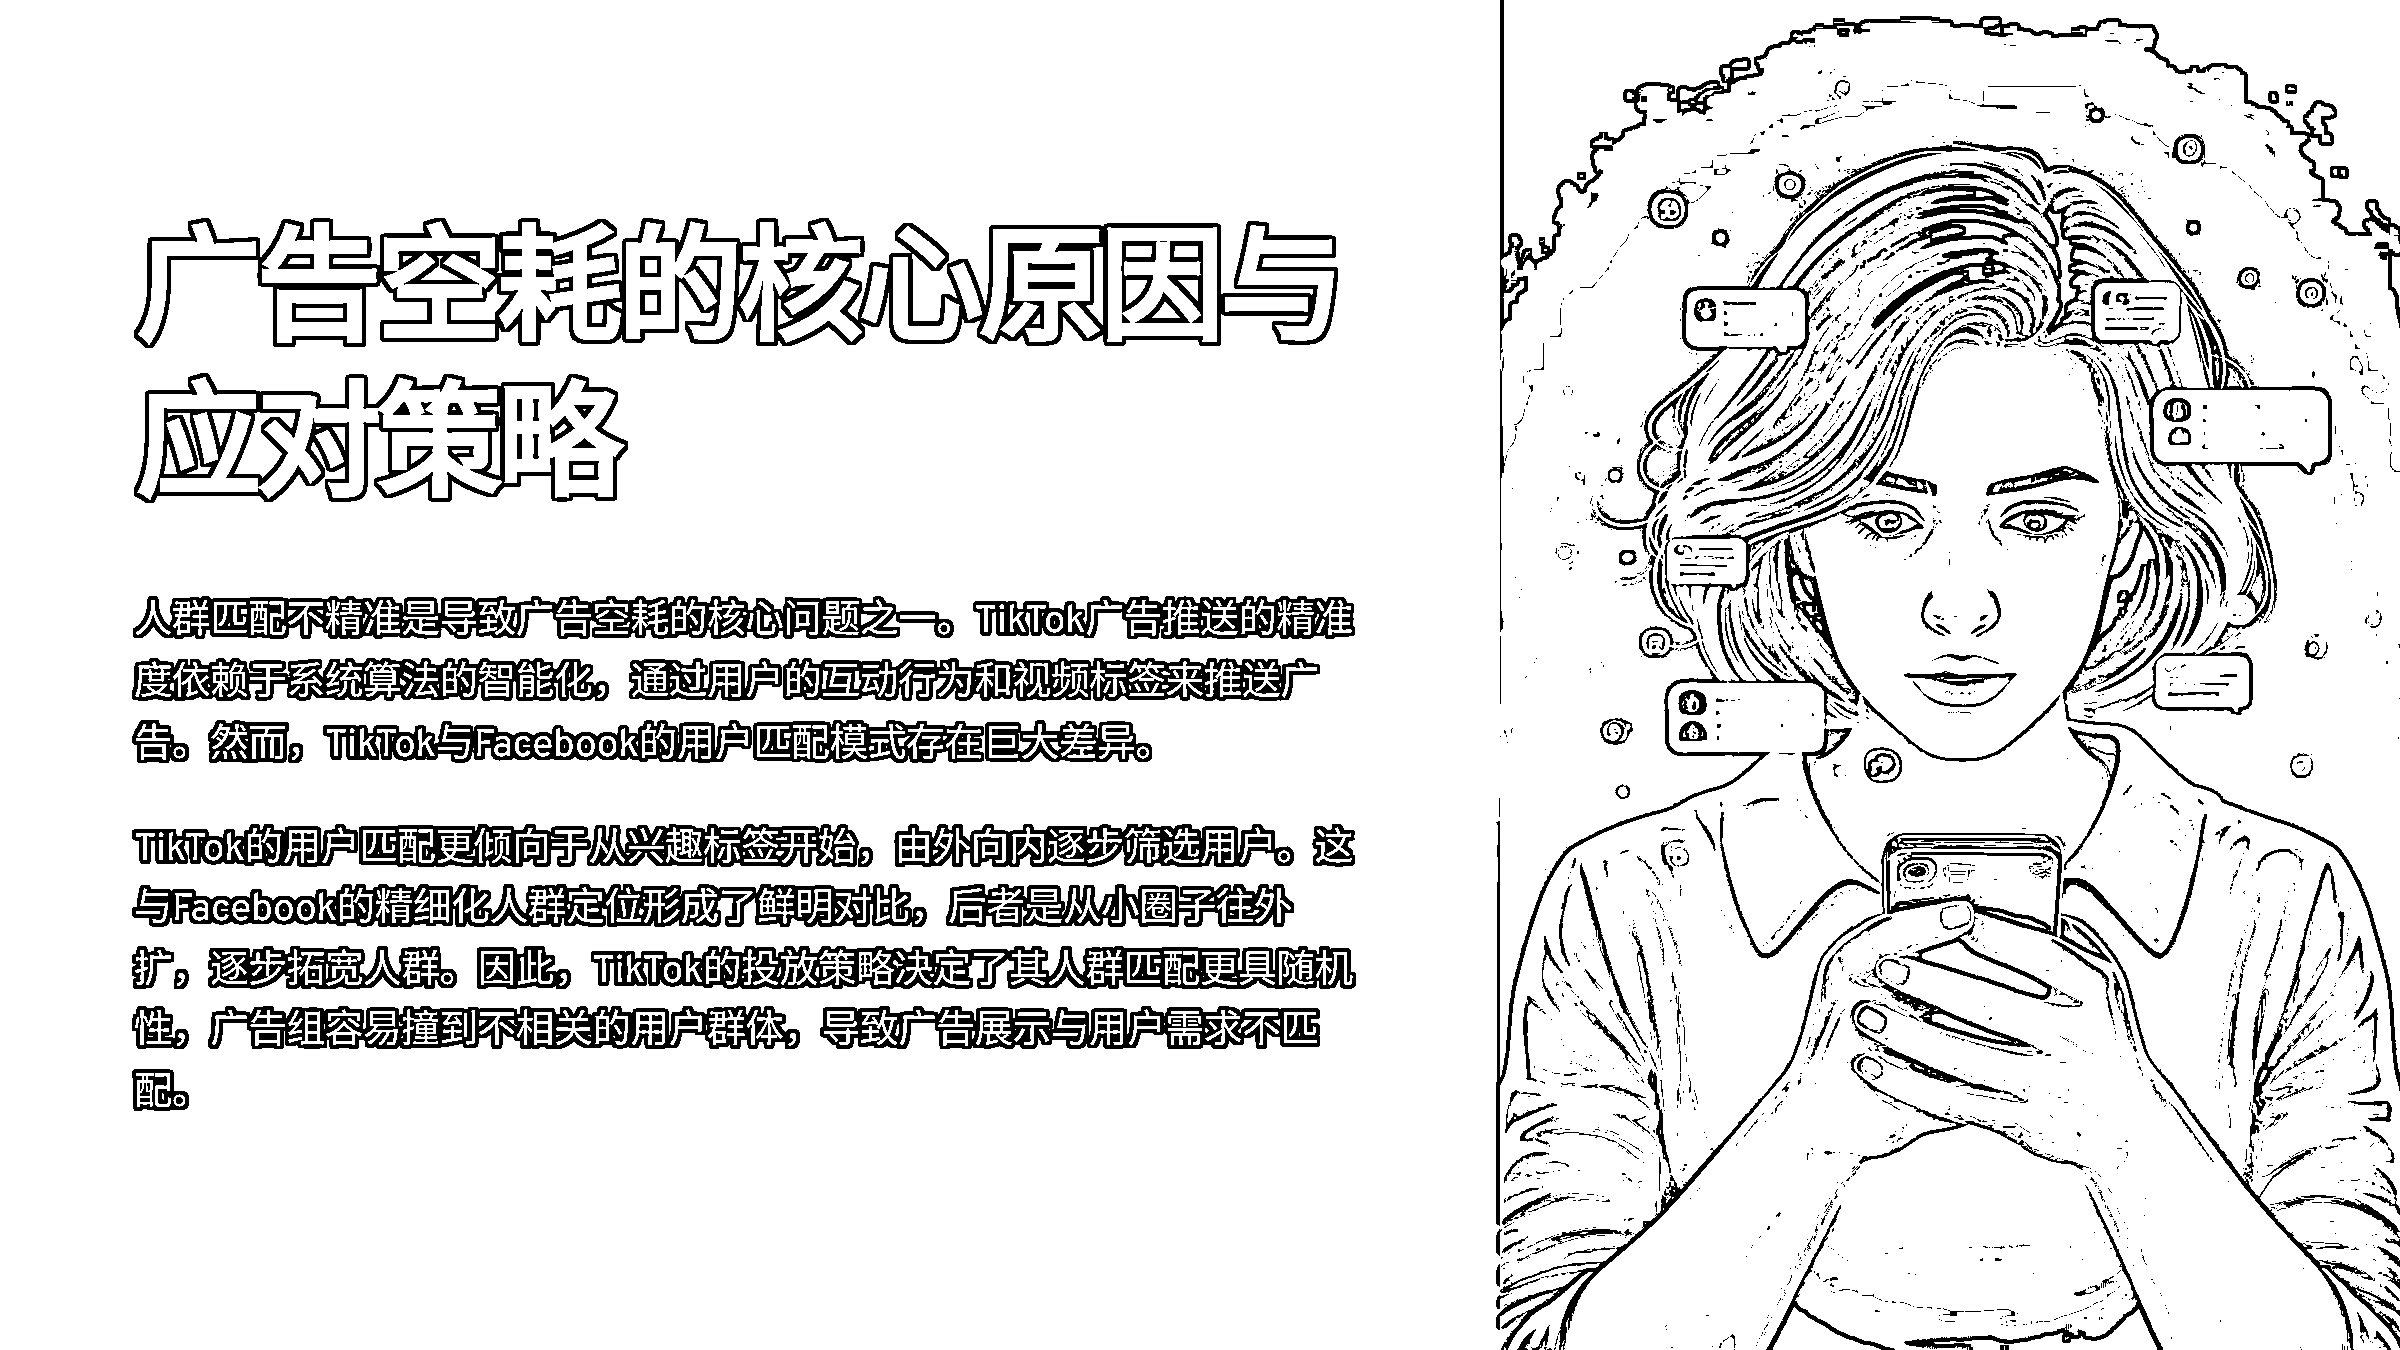 广告空耗的核心原因与
应对策略
人群匹配不精准是导致广告空耗的核心问题之一。TikTok广告推送的精准
度依赖于系统算法的智能化，通过用户的互动行为和视频标签来推送广
告。然而，TikTok与Facebook的用户匹配模式存在巨大差异。
TikTok的用户匹配更倾向于从兴趣标签开始，由外向内逐步筛选用户。这
与Facebook的精细化人群定位形成了鲜明对比，后者是从小圈子往外
扩，逐步拓宽人群。因此，TikTok的投放策略决定了其人群匹配更具随机
性，广告组容易撞到不相关的用户群体，导致广告展示与用户需求不匹
配。